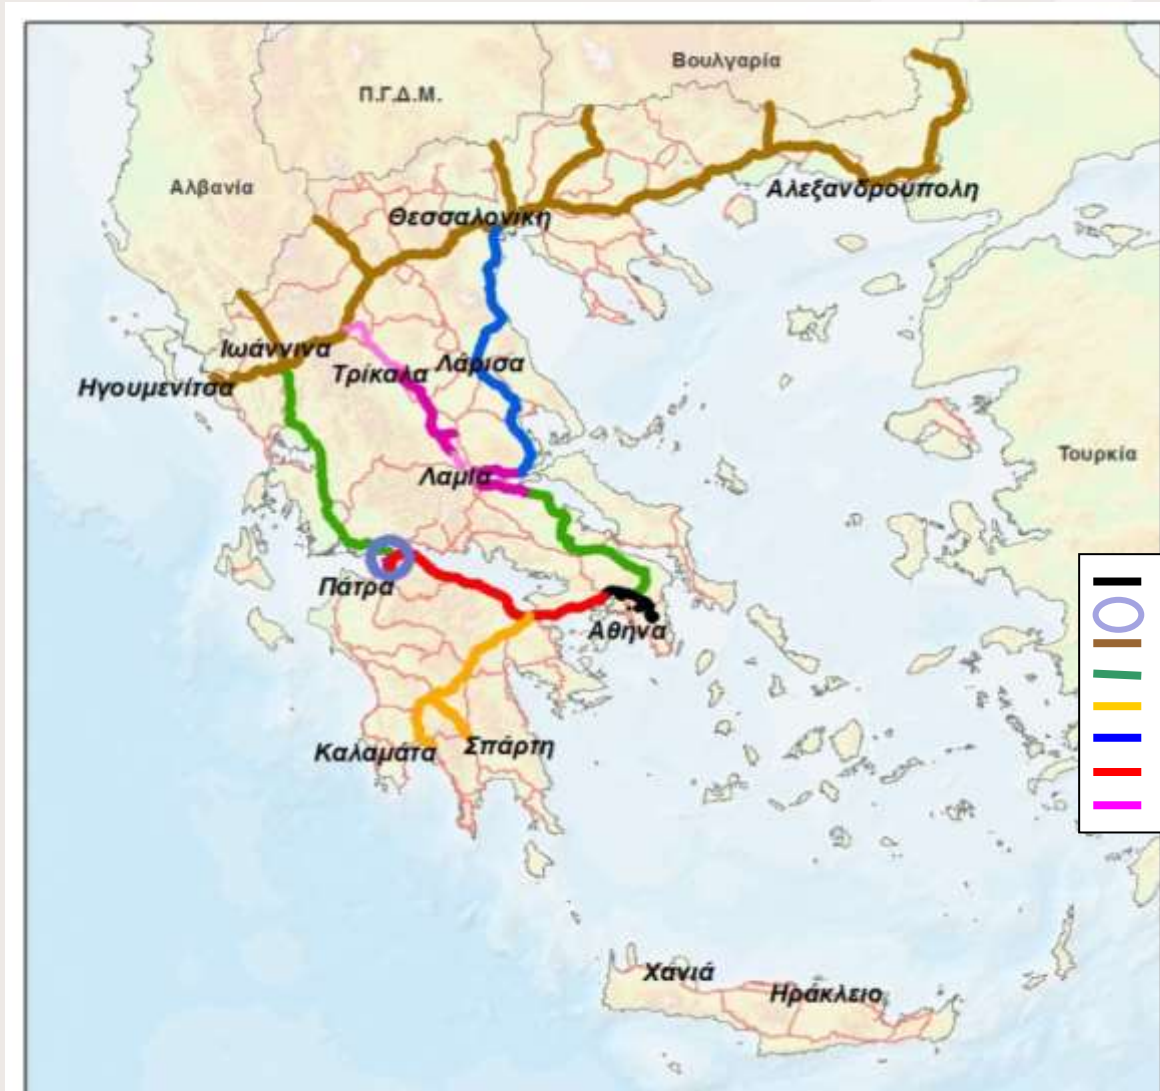 Βουλγαρία
Π.Γ.Δ.Μ.
Αλβανία
Αλεξανδρούπολη
Θεσσαλονίκη
Ιωάννινα
Λάρισα
Τρίκαλα
Ηγουμενίτσα
Τουρκία
Λαμία
Πάτρα
Αθήνα
Καλαμάτα
Σπάρτη
Χανιά
Ηράκλειο